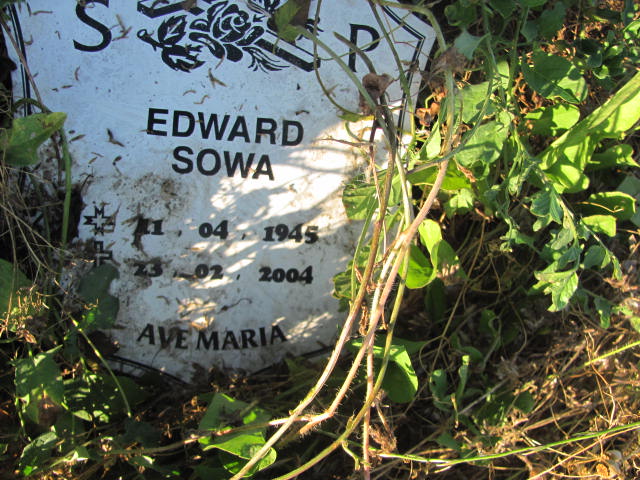 S P
EDWARD
SOWA
11 . 04 . 1945
23 . 02 . 2004
AVE MARIA